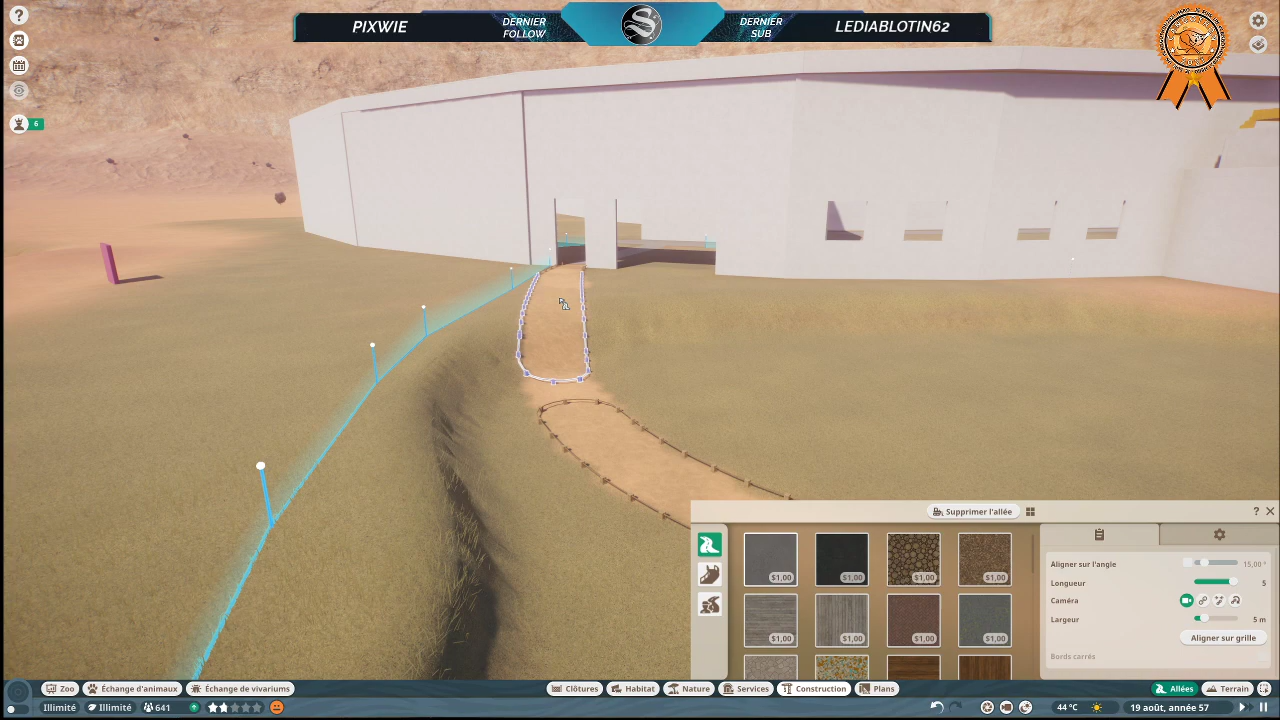 PIXWIE
DERNIER
FOLLOW
S
DERNIER
SUB
LEDIABLOTIN62
6
Supprimer l'allée
?
$1,00
$1,00
$1,00
$1,00
$1,00
$1,00
$1,00
$1,00
Aligner sur l'angle
15,00 °
Longueur
5
Caméra
Largeur
5 m
Aligner sur grille
Bords carrés
Zoo
Échange d'animaux
Échange de vivariums
Clôtures
Habitat
Nature
Services
Construction
Plans
Allées
Terrain
Illimité
Illimité
641
44 °C
19 août, année 57